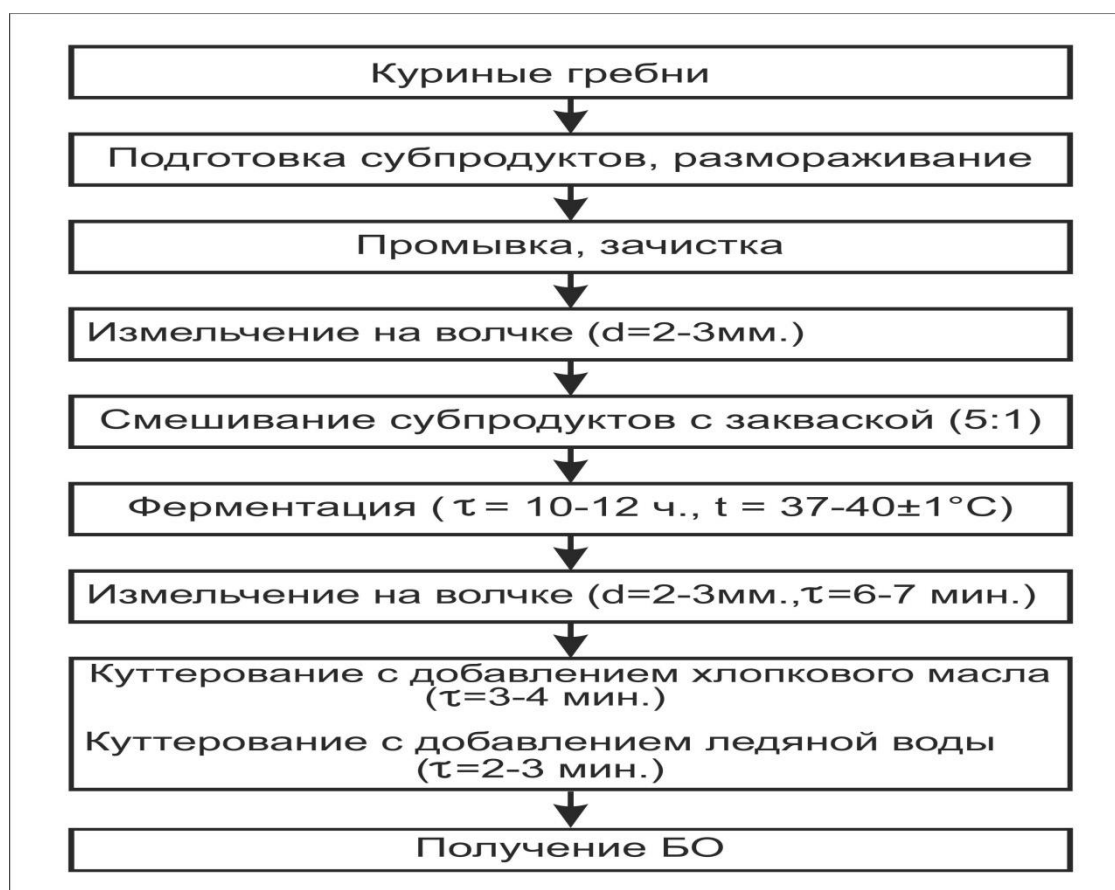 Куриные гребни
Подготовка субпродуктов, размораживание
Промывка, зачистка
Измельчение на волчке (d=2-3мм.)
Смешивание субпродуктов с закваской (5:1)
Ферментация (τ = 10-12 ч., t = 37-40±1°C)
Измельчение на волчке (d=2-3мм.,τ=6-7 мин.)
Куттерование с добавлением хлопкового масла
(τ=3-4 мин.)
Куттерование с добавлением ледяной воды
(τ=2-3 мин.)
Получение БО